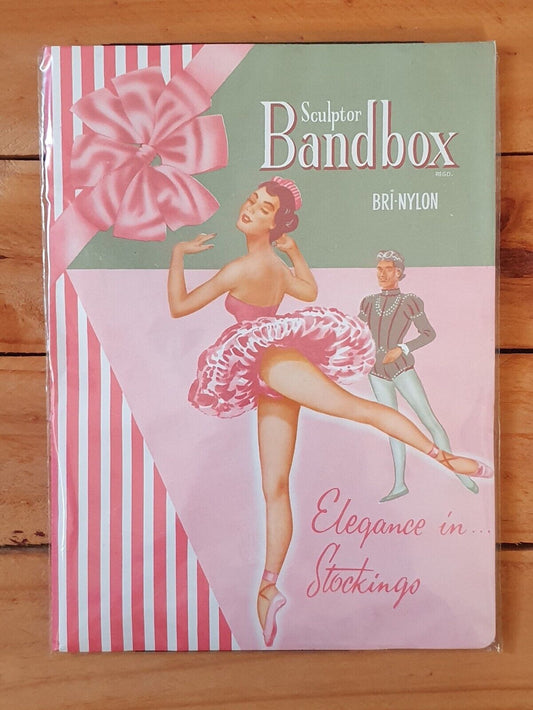 Sculptor
Bandbox
REGD.
BRI-NYLON
Elegance in...
Stockings